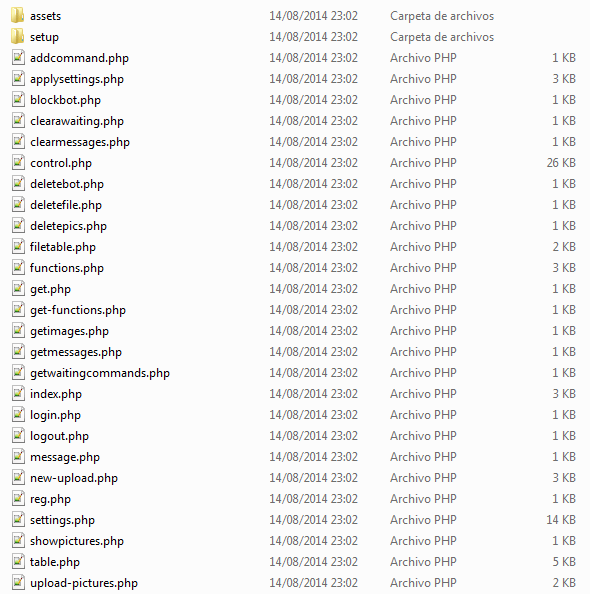 assets 14/08/2014 23:02 Carpeta de archivos
setup 14/08/2014 23:02 Carpeta de archivos
addcommand.php 14/08/2014 23:02 Archivo PHP 1 KB
applysettings.php 14/08/2014 23:02 Archivo PHP 3 KB
blockbot.php 14/08/2014 23:02 Archivo PHP 1 KB
clearawaiting.php 14/08/2014 23:02 Archivo PHP 1 KB
clearmessages.php 14/08/2014 23:02 Archivo PHP 1 KB
control.php 14/08/2014 23:02 Archivo PHP 26 KB
deletebot.php 14/08/2014 23:02 Archivo PHP 1 KB
deletefile.php 14/08/2014 23:02 Archivo PHP 1 KB
deletepics.php 14/08/2014 23:02 Archivo PHP 1 KB
filetable.php 14/08/2014 23:02 Archivo PHP 2 KB
functions.php 14/08/2014 23:02 Archivo PHP 3 KB
get.php 14/08/2014 23:02 Archivo PHP 1 KB
get-functions.php 14/08/2014 23:02 Archivo PHP 1 KB
getimages.php 14/08/2014 23:02 Archivo PHP 1 KB
getmessages.php 14/08/2014 23:02 Archivo PHP 1 KB
getwaitingcommands.php 14/08/2014 23:02 Archivo PHP 1 KB
index.php 14/08/2014 23:02 Archivo PHP 3 KB
login.php 14/08/2014 23:02 Archivo PHP 1 KB
logout.php 14/08/2014 23:02 Archivo PHP 1 KB
message.php 14/08/2014 23:02 Archivo PHP 1 KB
new-upload.php 14/08/2014 23:02 Archivo PHP 3 KB
reg.php 14/08/2014 23:02 Archivo PHP 1 KB
settings.php 14/08/2014 23:02 Archivo PHP 14 KB
showpictures.php 14/08/2014 23:02 Archivo PHP 1 KB
table.php 14/08/2014 23:02 Archivo PHP 5 KB
upload-pictures.php 14/08/2014 23:02 Archivo PHP 2 KB